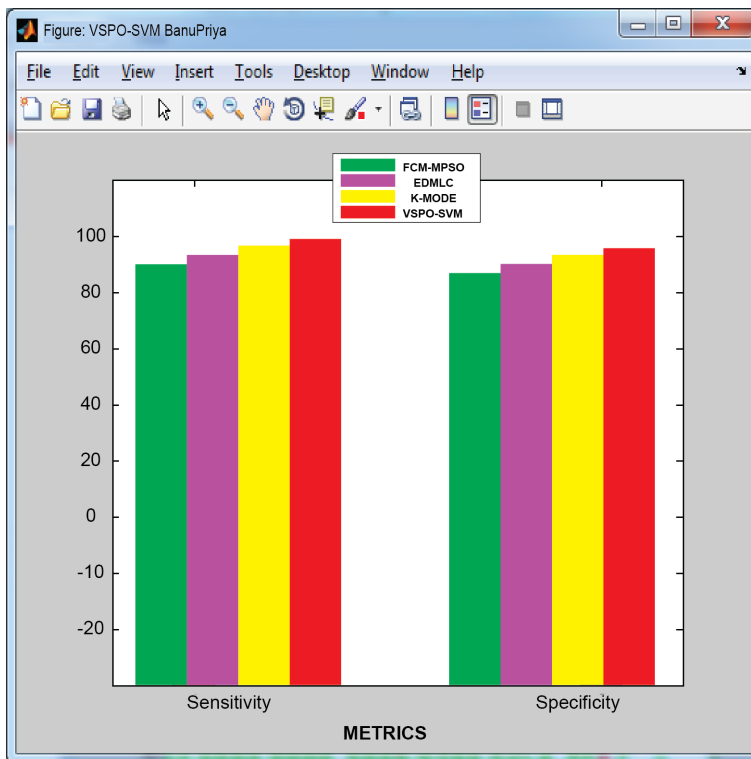 Figure: VSPO-SVM BanuPriya
File Edit View Insert Tools Desktop Window Help
FCM-MPSO
EDMLC
K-MODE
VSPO-SVM
100
80
60
40
20
0
-10
-20
Sensitivity Specificity
METRICS